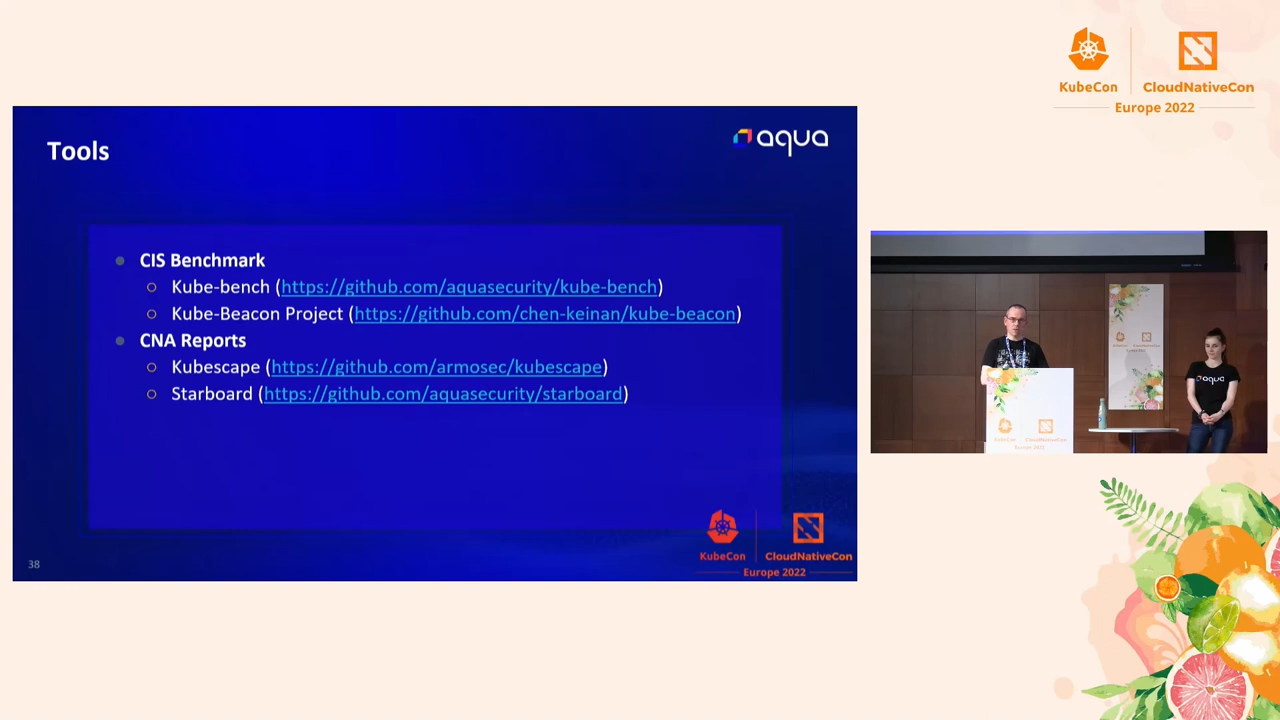 KubeCon
CloudNativeCon
Europe 2022
Tools
aqua
CIS Benchmark
Kube-bench (https://github.com/aquasecurity/kube-bench)
Kube-Beacon Project (https://github.com/chen-keinan/kube-beacon)
CNA Reports
Kubescape (https://github.com/armosec/kubescape)
Starboard (https://github.com/aquasecurity/starboard)
KubeCon
CloudNativeCon
Europe 2022
38
aqua